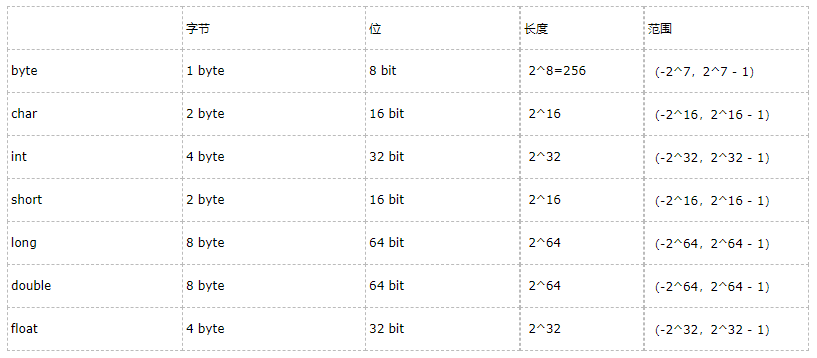 字节 位 长度 范围
byte 1 byte 8 bit 2^8=256 (-2^7, 2^7 - 1)
char 2 byte 16 bit 2^16 (-2^16, 2^16 - 1)
int 4 byte 32 bit 2^32 (-2^32, 2^32 - 1)
short 2 byte 16 bit 2^16 (-2^16, 2^16 - 1)
long 8 byte 64 bit 2^64 (-2^64, 2^64 - 1)
double 8 byte 64 bit 2^64 (-2^64, 2^64 - 1)
float 4 byte 32 bit 2^32 (-2^32, 2^32 - 1)